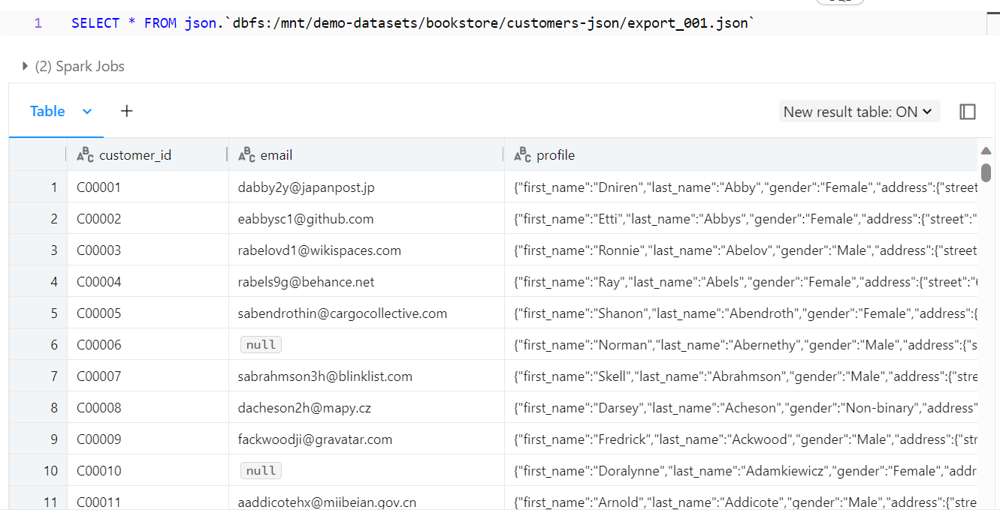 1 SELECT * FROM json.`dbfs:/mnt/demo-datasets/bookstore/customers-json/export_001.json`
(2) Spark Jobs
Table + New result table: ON
customer_id email profile
1 C00001 dabby2y@japanpost.jp {"first_name":"Dniren","last_name":"Abby","gender":"Female","address":{"street
2 C00002 eabbysc1@github.com {"first_name":"Etti","last_name":"Abbys","gender":"Female","address":{"street":"
3 C00003 rabelovd1@wikispaces.com {"first_name":"Ronnie","last_name":"Abelov","gender":"Male","address":{"street
4 C00004 rabels9g@behance.net {"first_name":"Ray","last_name":"Abels","gender":"Female","address":{"street":"
5 C00005 sabendrothin@cargocollective.com {"first_name":"Shanon","last_name":"Abendroth","gender":"Female","address":{
6 C00006 null {"first_name":"Norman","last_name":"Abernethy","gender":"Male","address":{"s
7 C00007 sabrahmson3h@blinklist.com {"first_name":"Skell","last_name":"Abrahmson","gender":"Male","address":{"stre
8 C00008 dacheson2h@mapy.cz {"first_name":"Darsey","last_name":"Acheson","gender":"Non-binary","address"
9 C00009 fackwoodji@gravatar.com {"first_name":"Fredrick","last_name":"Ackwood","gender":"Male","address":{"str
10 C00010 null {"first_name":"Doralynne","last_name":"Adamkiewicz","gender":"Female","addr
11 C00011 aaddicotehx@miibeian.gov.cn {"first_name":"Arnold","last_name":"Addicote","gender":"Male","address":{"stre